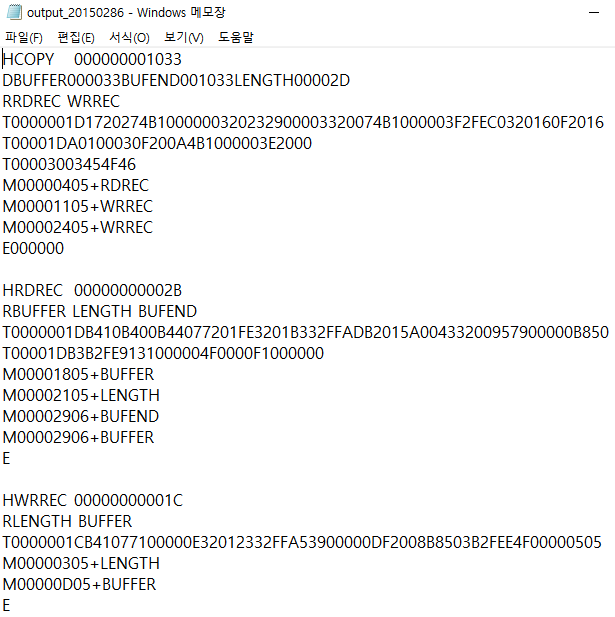 output_20150286 - Windows 메모장
파일(F) 편집(E) 서식(O) 보기(V) 도움말
HCOPY 000000001033
DBUFFER000033BUFEND001033LENGTH00002D
RRDREC WRREC
T0000001D1720274B1000000320232900003320074B1000003F2FEC0320160F2016
T00001DA0100030F200A4B1000003E2000
T00003003454F46
M00000405+RDREC
M00001105+WRREC
M00002405+WRREC
E000000
HRDREC 00000000002B
RBUFFER LENGTH BUFEND
T0000001DB410B400B44077201FE3201B332FFADB2015A00433200957900000B850
T00001DB3B2FE9131000004F0000F1000000
M00001805+BUFFER
M00002105+LENGTH
M00002906+BUFEND
M00002906+BUFFER
E
HWRREC 00000000001C
RLENGTH BUFFER
T0000001CB41077100000E32012332FFA53900000DF2008B8503B2FEE4F00000505
M00000305+LENGTH
M00000D05+BUFFER
E